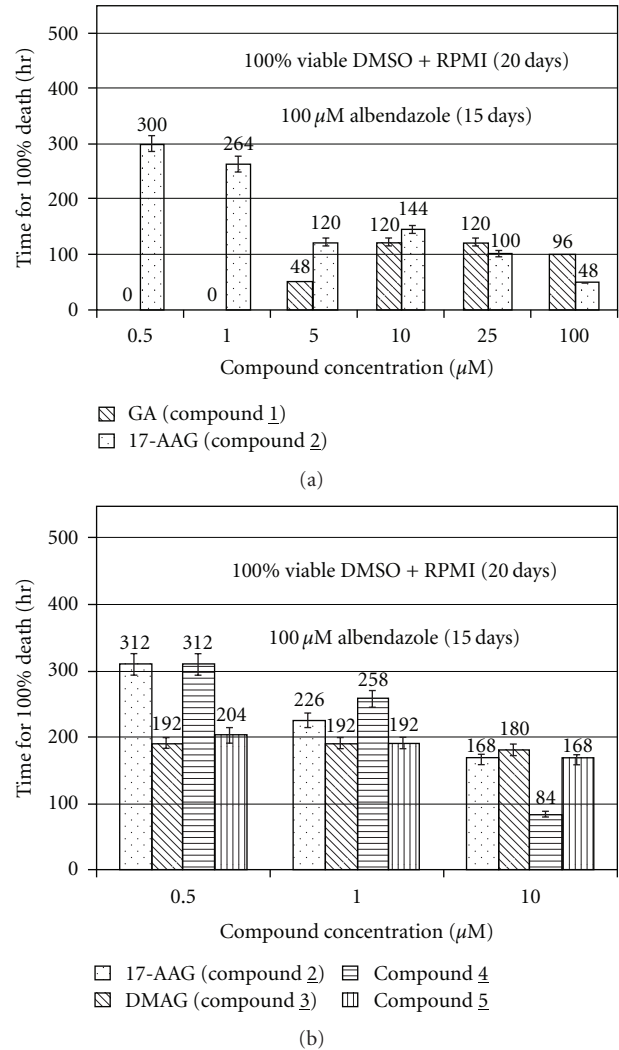 Time for 100% death (hr)
500
400
300
200
100
0
100% viable DMSO + RPMI (20 days)
100 μM albendazole (15 days)
0
300
0
264
48
120
120
144
120
100
96
48
0.5
1
5
10
25
100
Compound concentration (μM)
GA (compound 1)
17-AAG (compound 2)
(a)
Time for 100% death (hr)
500
400
300
200
100
0
100% viable DMSO + RPMI (20 days)
100 μM albendazole (15 days)
312
192
312
204
226
192
258
192
168
180
84
168
0.5
1
10
Compound concentration (μM)
17-AAG (compound 2)
DMAG (compound 3)
Compound 4
Compound 5
(b)